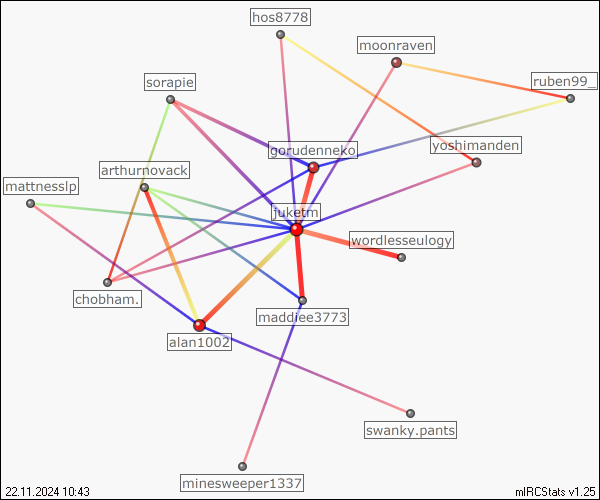 hos8778
moonraven
sorapie
ruben99_
gorudenneko
yoshimanden
arthurnovack
mattnesslp
juketm
wordlesseulogy
chobham.
maddiee3773
alan1002
swanky.pants
minesweeper1337
22.11.2024 10:43
mIRCStats v1.25